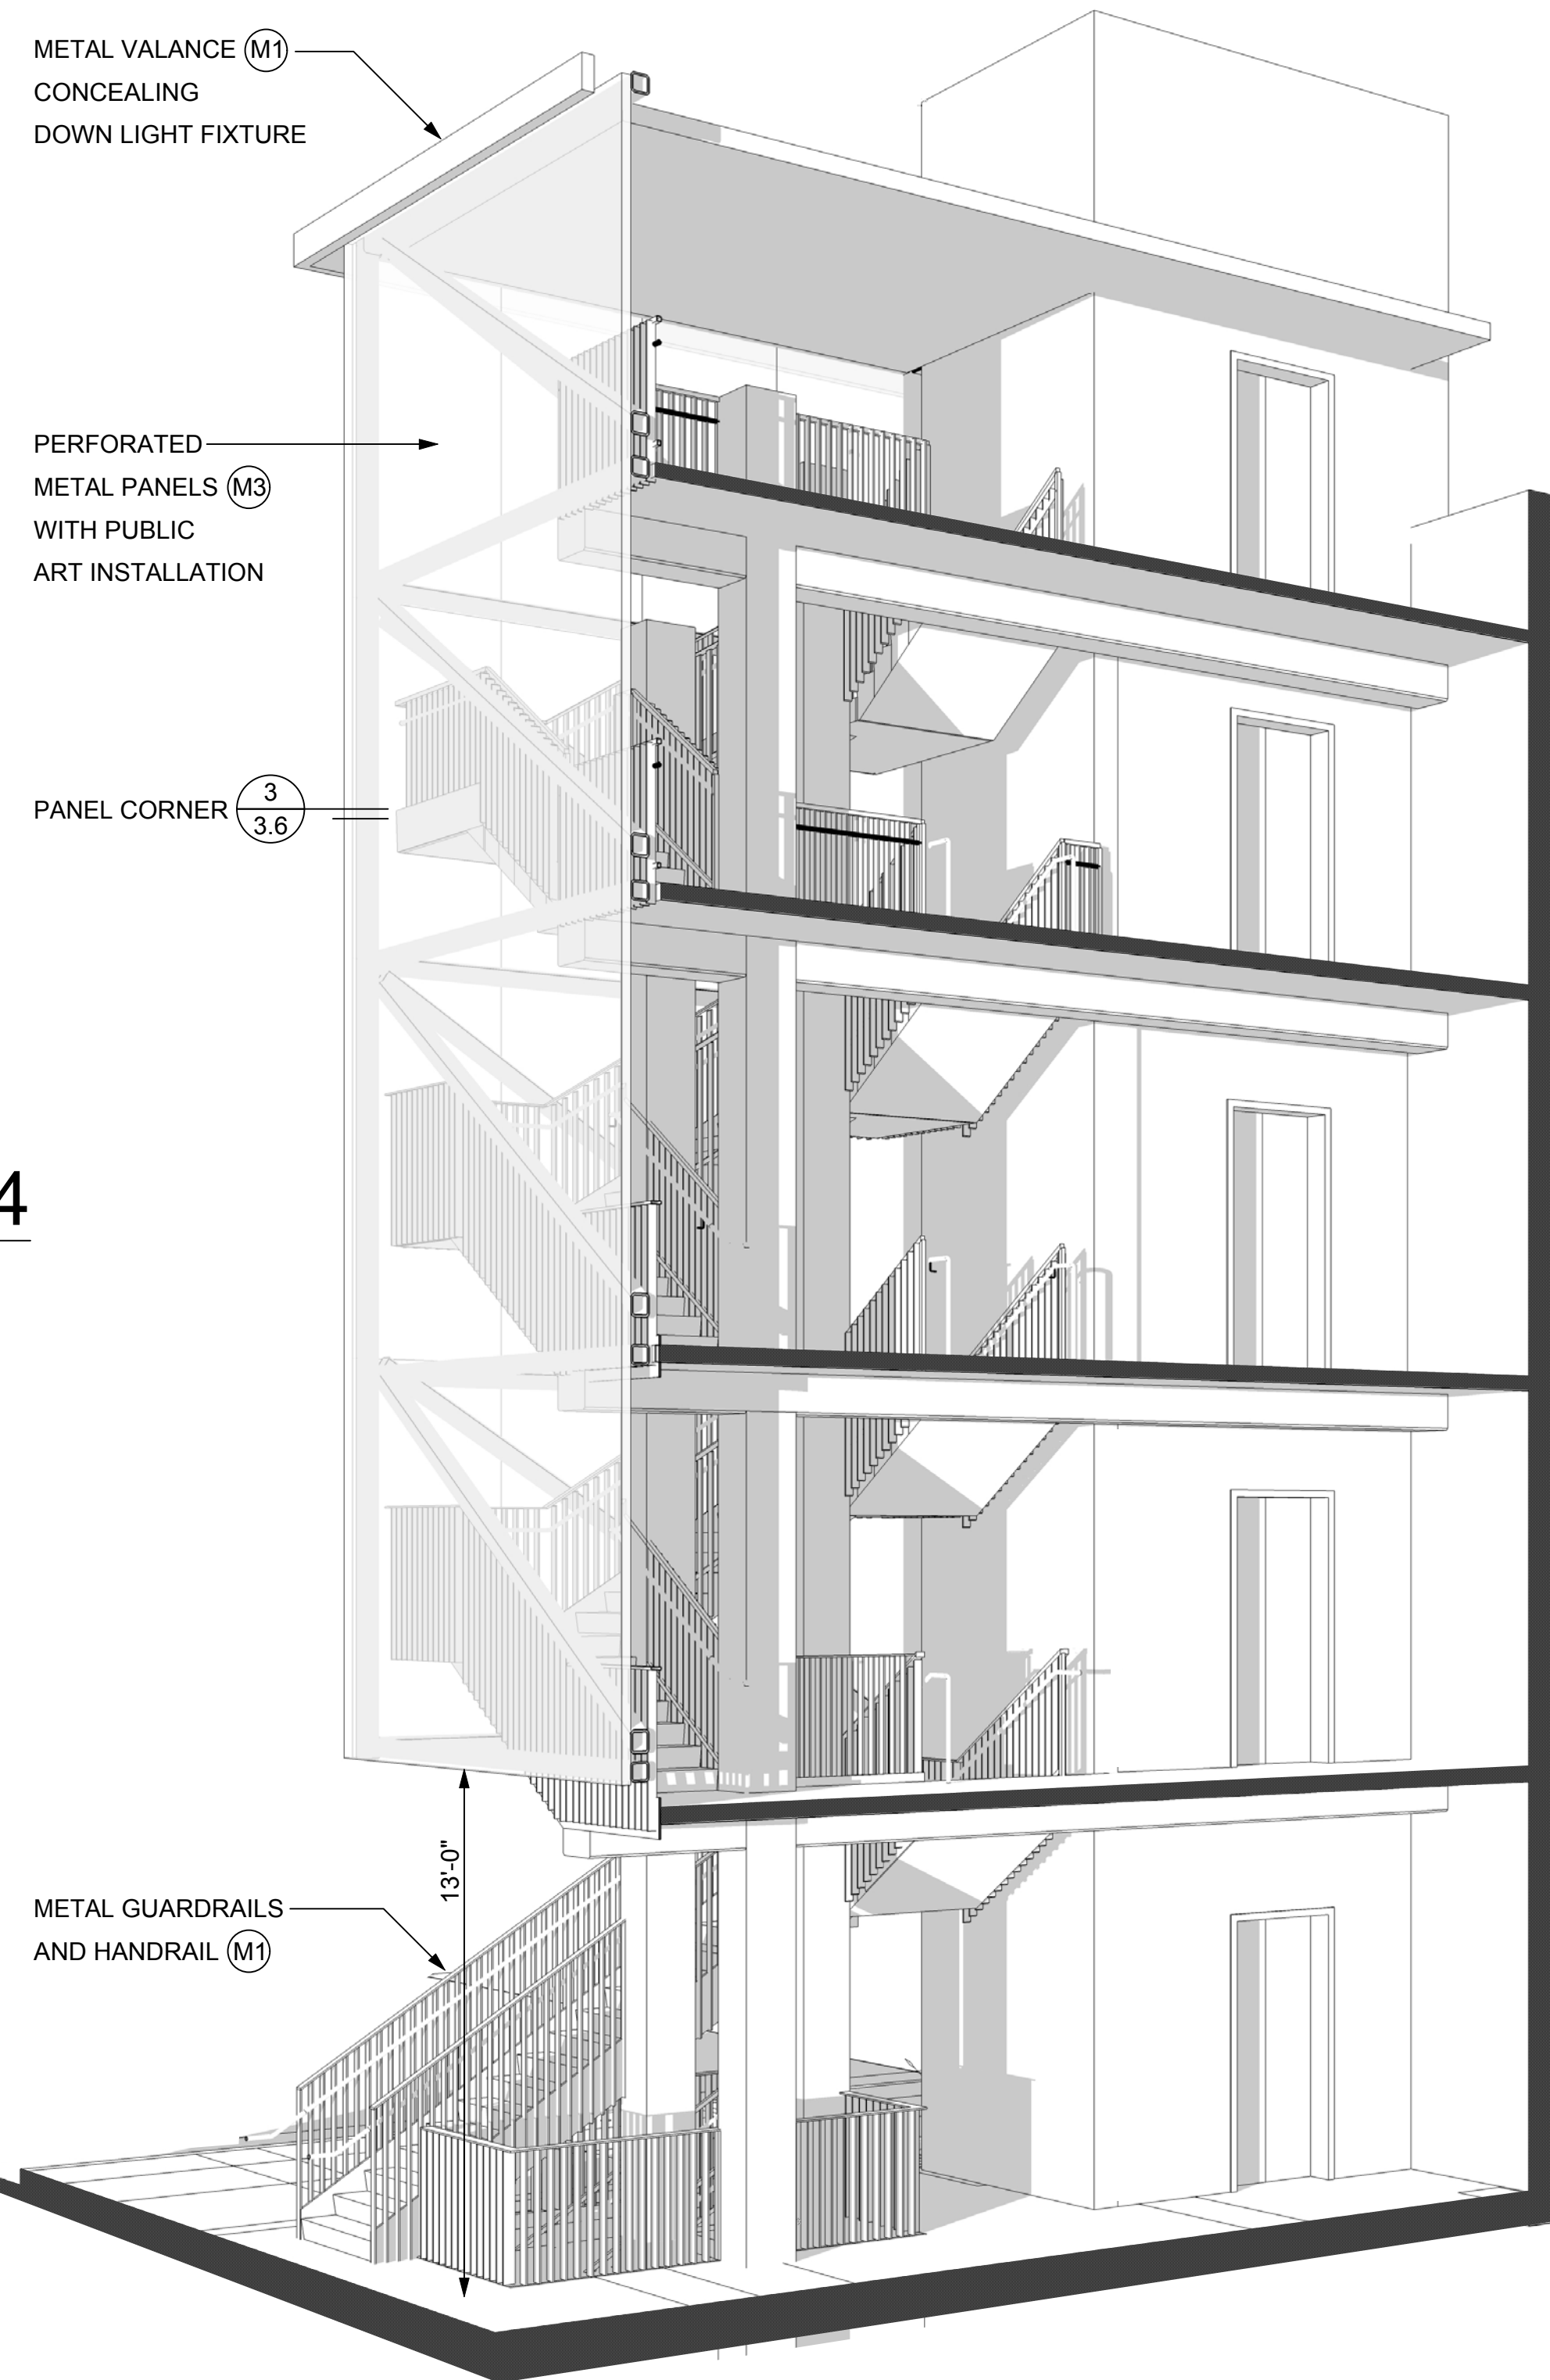 METAL VALANCE M1
CONCEALING
DOWN LIGHT FIXTURE
PERFORATED
METAL PANELS M3
WITH PUBLIC
ART INSTALLATION
PANEL CORNER 3
3.6
4
13'-0"
METAL GUARDRAILS
AND HANDRAIL M1